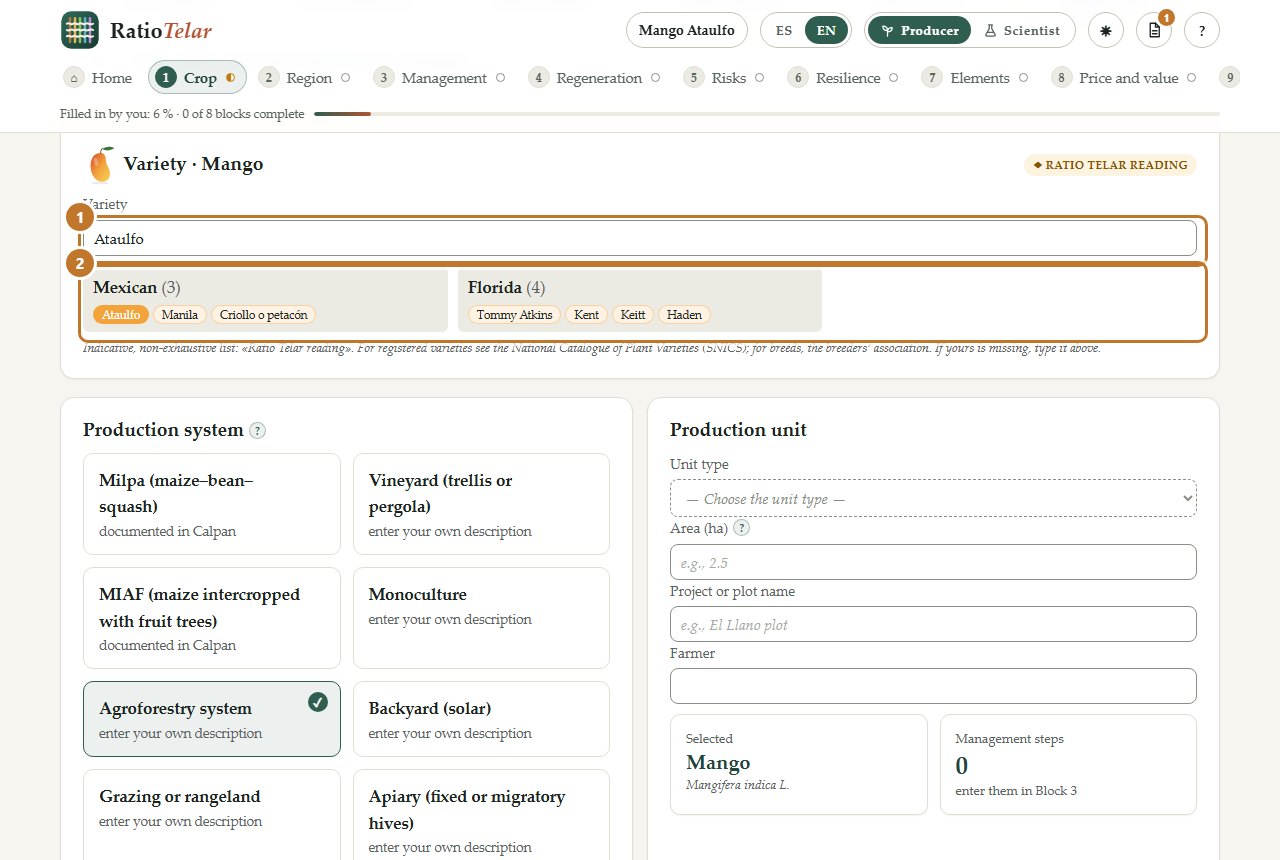 RatioTelar
Mango Ataulfo
ES EN
Producer Scientist
1
?
Home
1 Crop
2 Region
3 Management
4 Regeneration
5 Risks
6 Resilience
7 Elements
8 Price and value
9
Filled in by you: 6 % · 0 of 8 blocks complete
Variety · Mango
◆ RATIO TELAR READING
Variety
1
Ataulfo
2
Mexican (3)
Ataulfo Manila Criollo o petacón
Florida (4)
Tommy Atkins Kent Keitt Haden
Indicative, non-exhaustive list: «Ratio Telar reading». For registered varieties see the National Catalogue of Plant Varieties (SNICS); for breeds, the breeders' association. If yours is missing, type it above.
Production system ?
Milpa (maize–bean–
squash)
documented in Calpan
Vineyard (trellis or
pergola)
enter your own description
MIAF (maize intercropped
with fruit trees)
documented in Calpan
Monoculture
enter your own description
Agroforestry system
enter your own description
Backyard (solar)
enter your own description
Grazing or rangeland
enter your own description
Apiary (fixed or migratory
hives)
enter your own description
Production unit
Unit type
— Choose the unit type —
Area (ha) ?
e.g., 2.5
Project or plot name
e.g., El Llano plot
Farmer
Selected
Mango
Mangifera indica L.
Management steps
0
enter them in Block 3